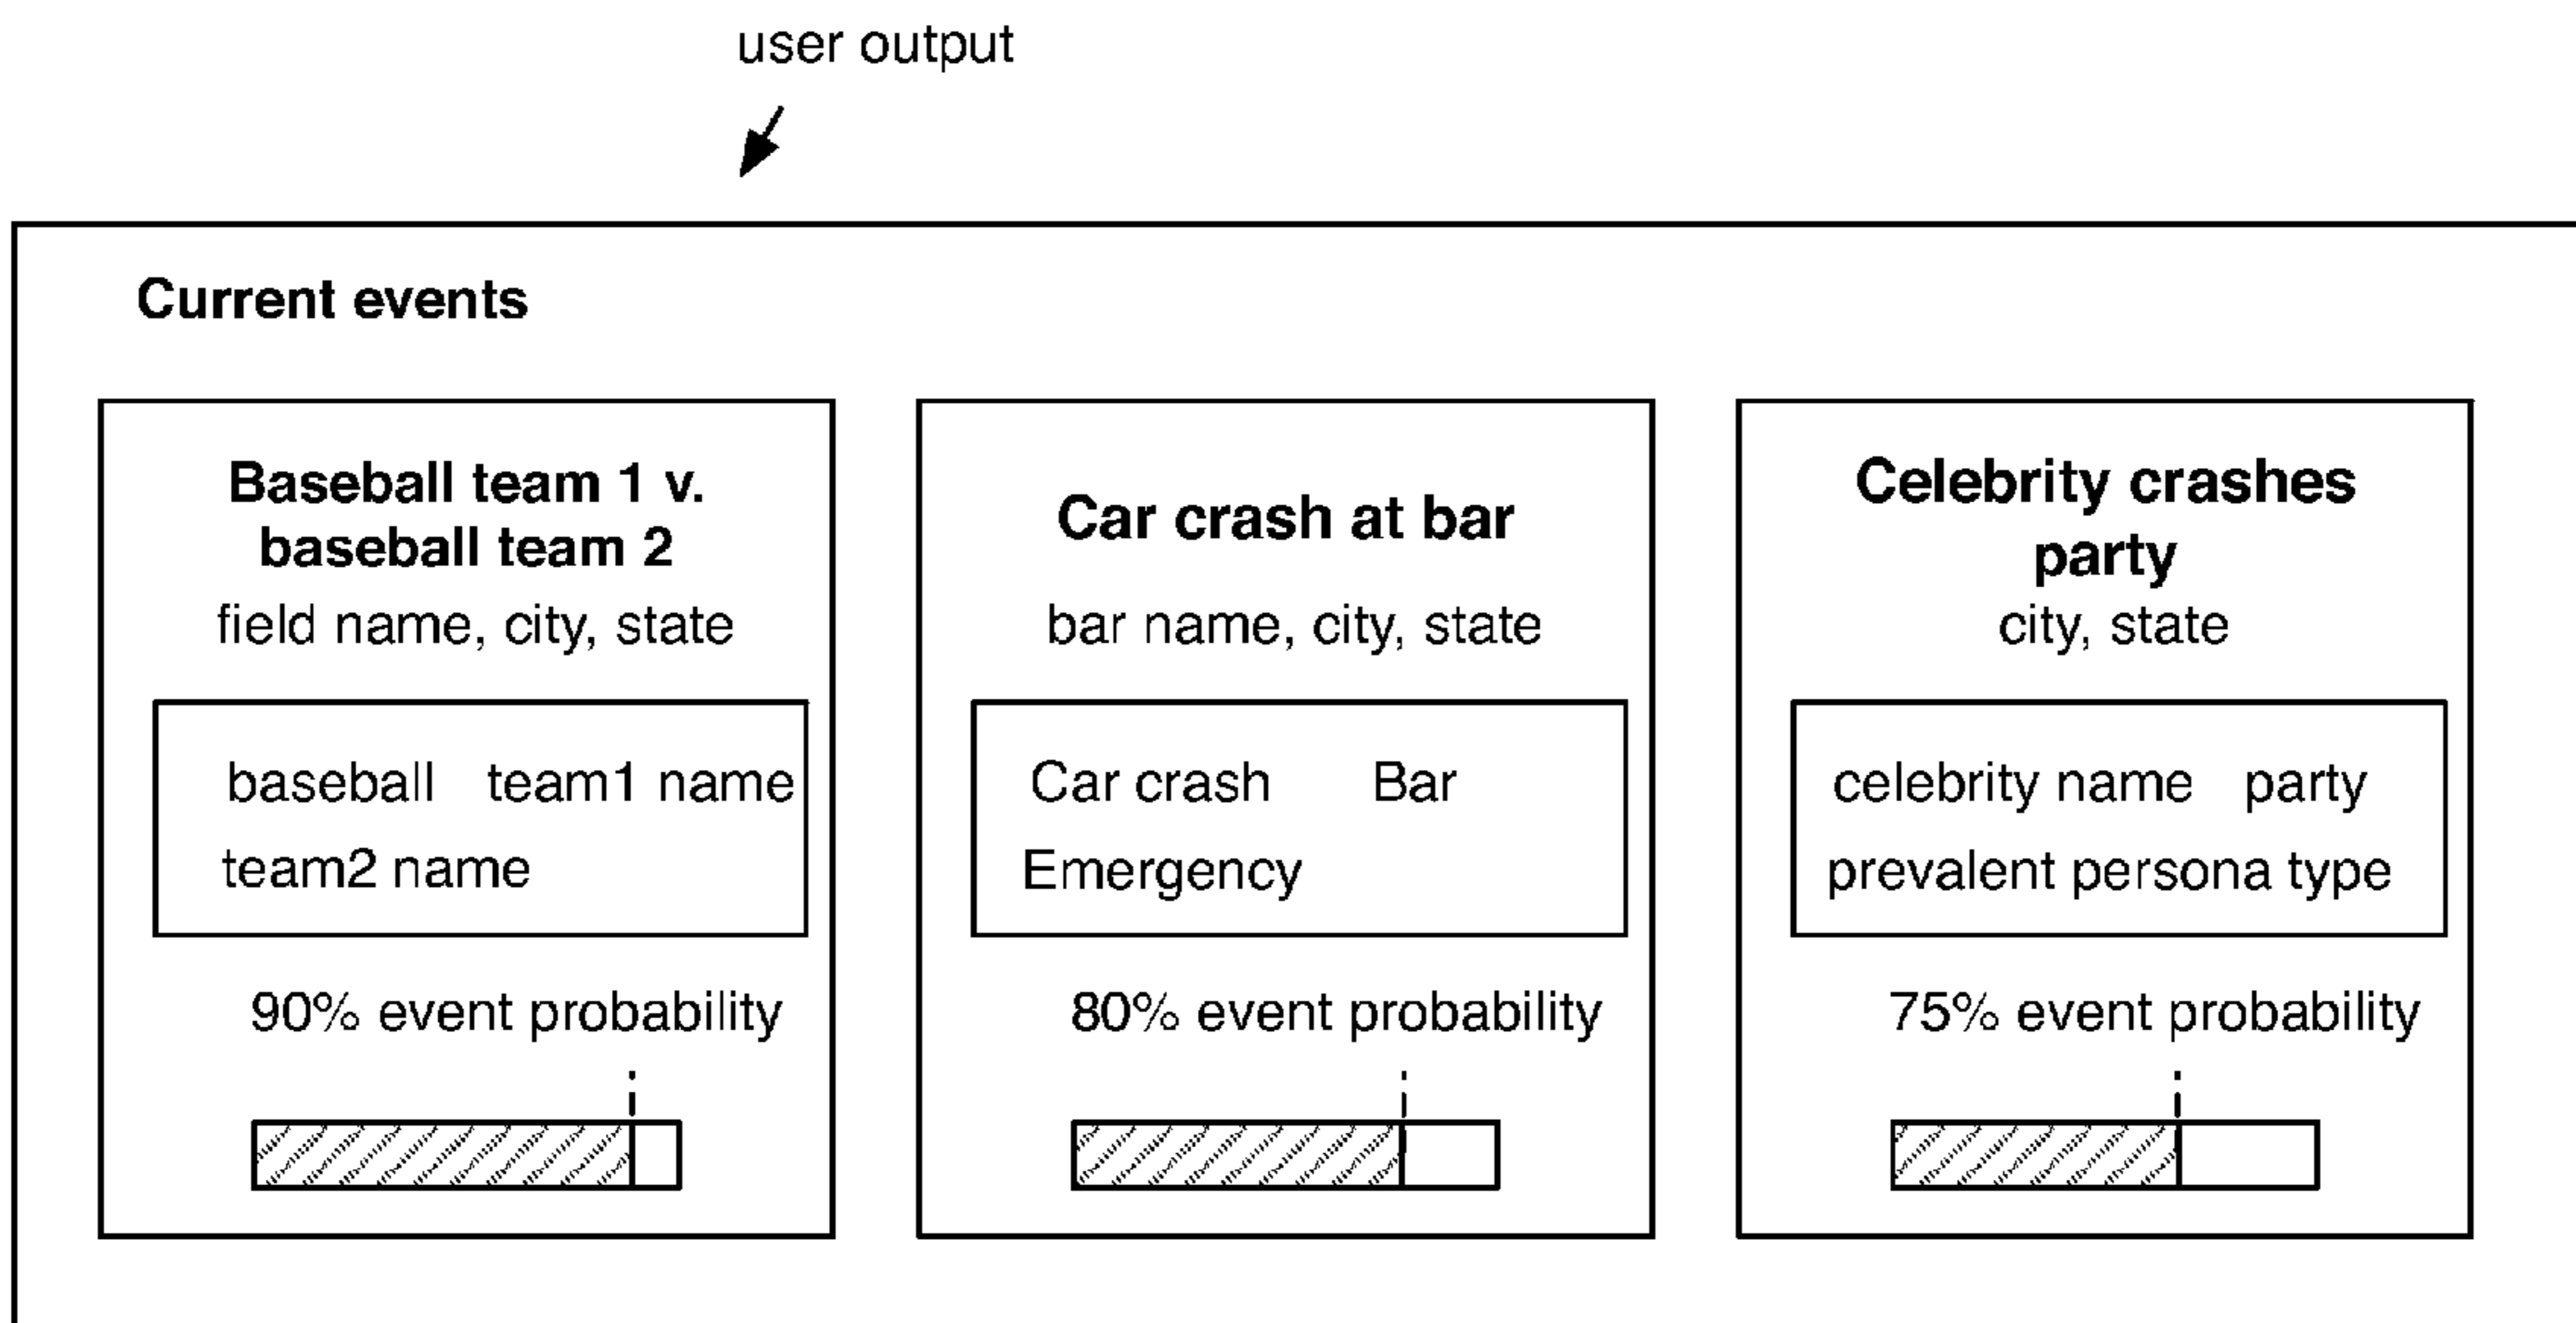 user output
Current events
Baseball team 1 v.
baseball team 2
field name, city, state
baseball team1 name
team2 name
90% event probability
Car crash at bar
bar name, city, state
Car crash Bar
Emergency
80% event probability
Celebrity crashes
party
city, state
celebrity name party
prevalent persona type
75% event probability